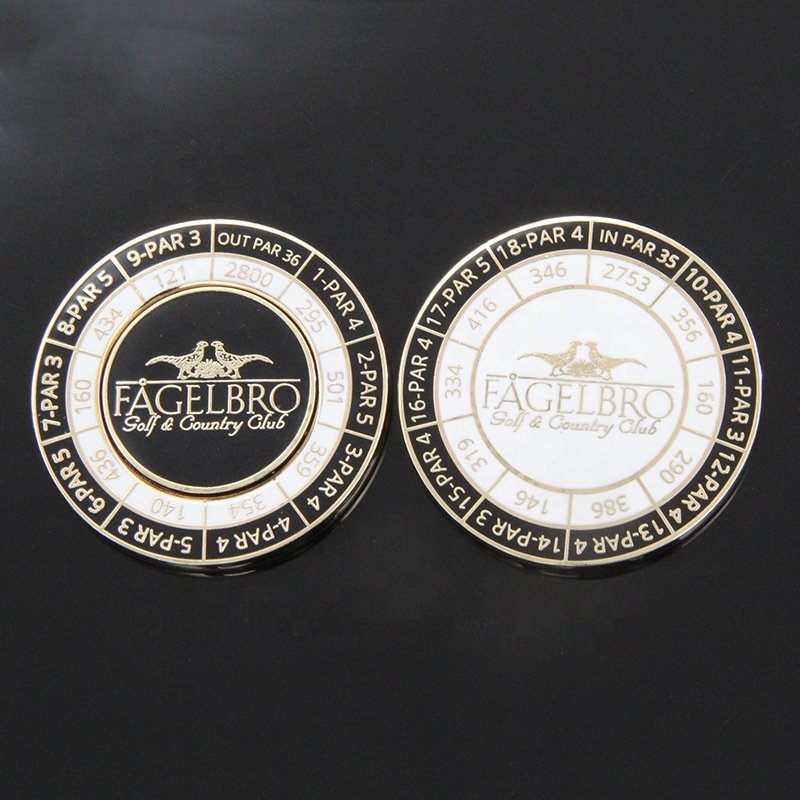 OUT PAR 36
2800
1-PAR 4
295
2-PAR 5
501
3-PAR 4
359
4-PAR 4
354
5-PAR 3
140
6-PAR 5
436
7-PAR 3
160
8-PAR 5
434
9-PAR 3
121
FÅGELBRO
Golf & Country Club
IN PAR 35
2753
10-PAR 4
356
11-PAR 3
160
12-PAR 4
290
13-PAR 4
386
14-PAR 3
146
15-PAR 4
319
16-PAR 4
334
17-PAR 5
416
18-PAR 4
346
FÅGELBRO
Golf & Country Club